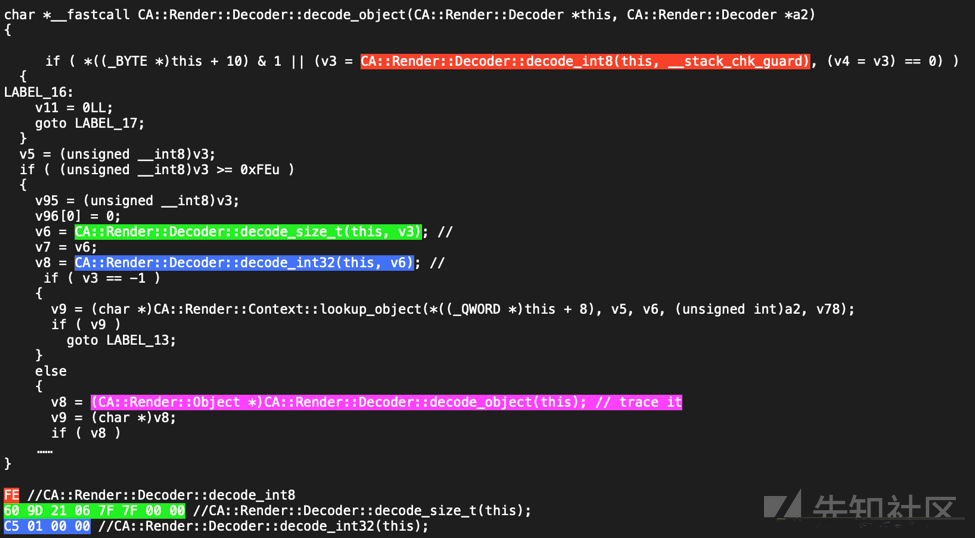 char *__fastcall CA::Render::Decoder::decode_object(CA::Render::Decoder *this, CA::Render::Decoder *a2)
{
if ( *((_BYTE *)this + 10) & 1 || (v3 = CA::Render::Decoder::decode_int8(this, __stack_chk_guard), (v4 = v3) == 0) )
{
LABEL_16:
v11 = 0LL;
goto LABEL_17;
}
v5 = (unsigned __int8)v3;
if ( (unsigned __int8)v3 >= 0xFEu )
{
v95 = (unsigned __int8)v3;
v96[0] = 0;
v6 = CA::Render::Decoder::decode_size_t(this, v3); //
v7 = v6;
v8 = CA::Render::Decoder::decode_int32(this, v6); //
if ( v3 == -1 )
{
v9 = (char *)CA::Render::Context::lookup_object(*((_QWORD *)this + 8), v5, v6, (unsigned int)a2, v78);
if ( v9 )
goto LABEL_13;
}
else
{
v8 = (CA::Render::Object *)CA::Render::Decoder::decode_object(this); // trace it
v9 = (char *)v8;
if ( v8 )
……
}
FE //CA::Render::Decoder::decode_int8
60 9D 21 06 7F 7F 00 00 //CA::Render::Decoder::decode_size_t(this);
C5 01 00 00 //CA::Render::Decoder::decode_int32(this);
先知社区